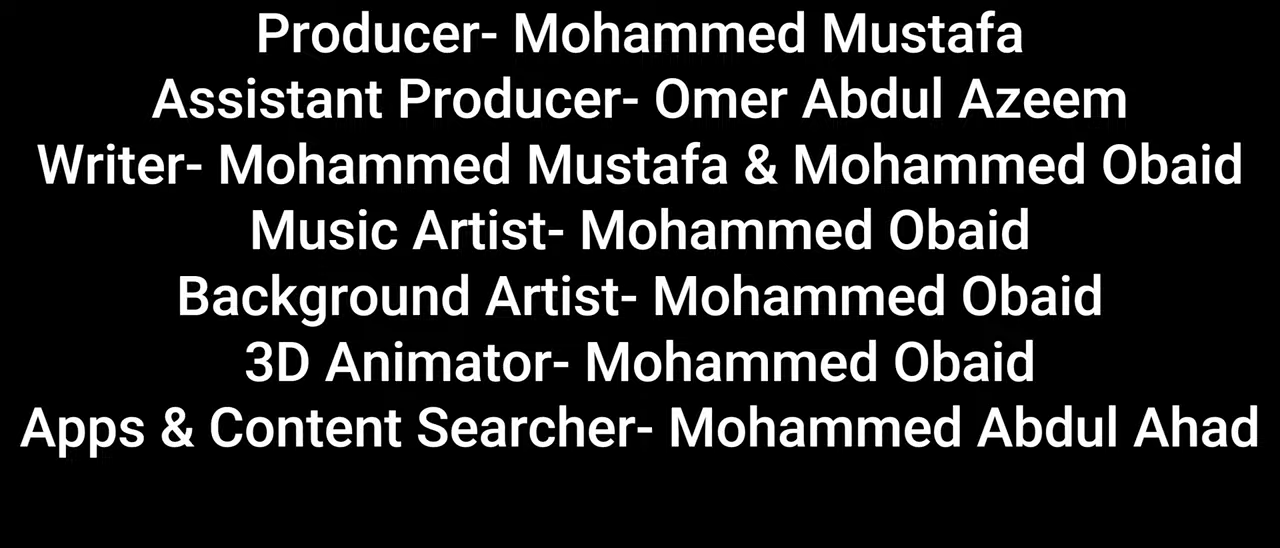 Producer- Mohammed Mustafa
Assistant Producer- Omer Abdul Azeem
Writer- Mohammed Mustafa & Mohammed Obaid
Music Artist- Mohammed Obaid
Background Artist- Mohammed Obaid
3D Animator- Mohammed Obaid
Apps & Content Searcher- Mohammed Abdul Ahad